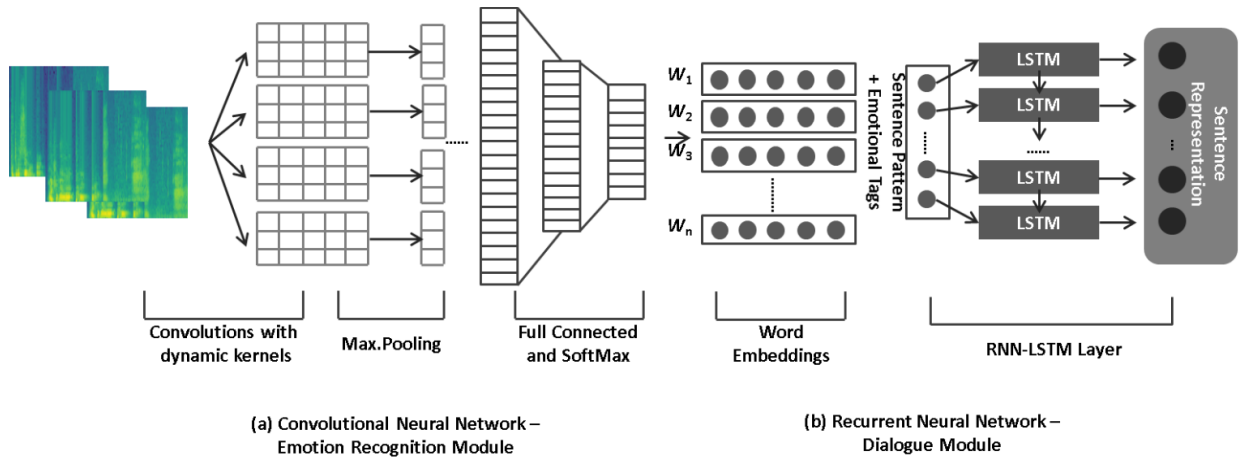 ......
W1
W2
W3
Wn
Sentence Pattern
+ Emotional Tags
LSTM
LSTM
......
LSTM
LSTM
Sentence
Representation
Convolutions with
dynamic kernels
Max.Pooling
Full Connected
and SoftMax
Word
Embeddings
RNN-LSTM Layer
(a) Convolutional Neural Network –
Emotion Recognition Module
(b) Recurrent Neural Network –
Dialogue Module